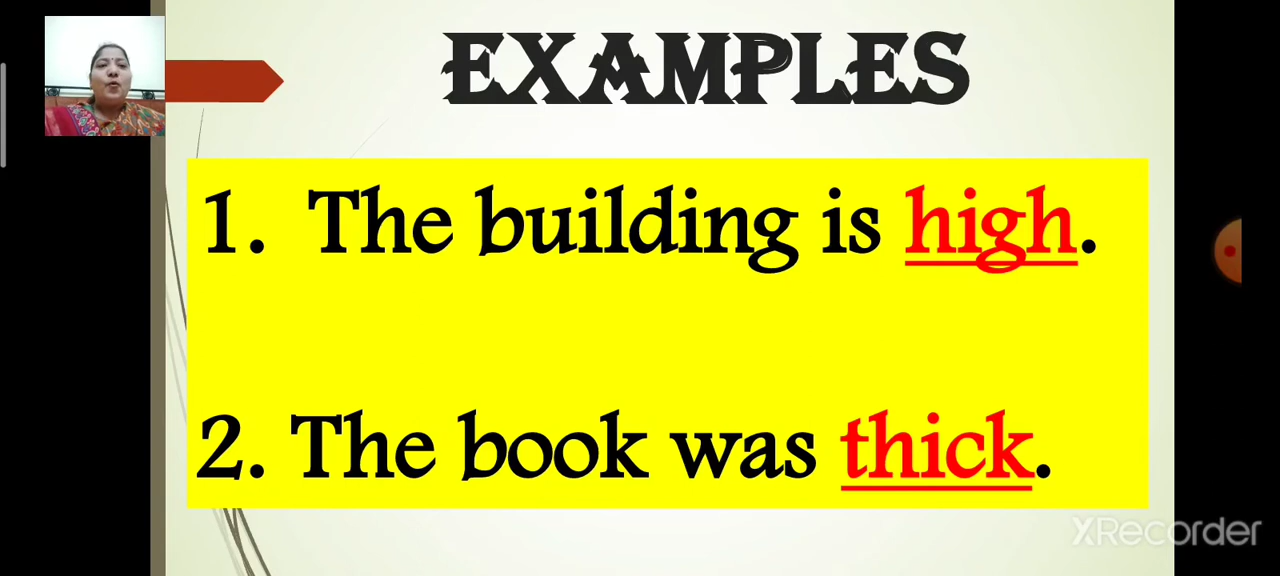 EXAMPLES
1. The building is high.
2. The book was thick.
XRecorder